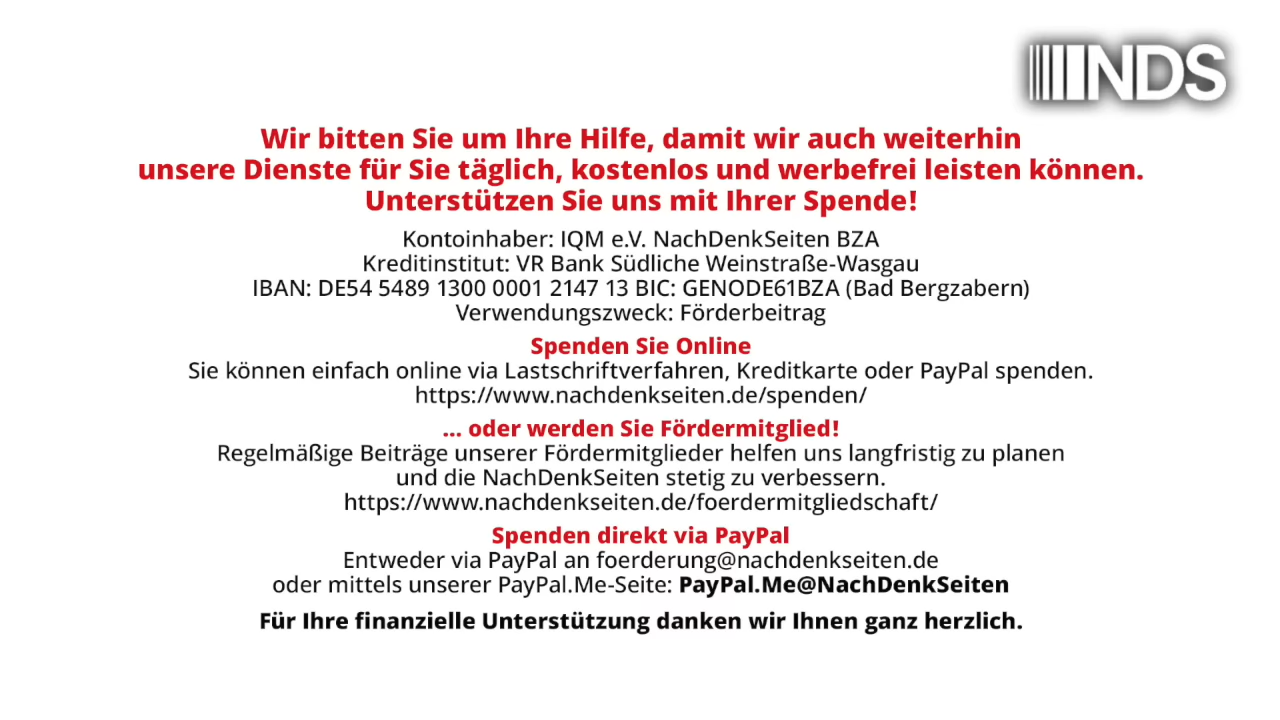 NDS
Wir bitten Sie um Ihre Hilfe, damit wir auch weiterhin
unsere Dienste für Sie täglich, kostenlos und werbefrei leisten können.
Unterstützen Sie uns mit Ihrer Spende!
Kontoinhaber: IQM e.V. NachDenkSeiten BZA
Kreditinstitut: VR Bank Südliche Weinstraße-Wasgau
IBAN: DE54 5489 1300 0001 2147 13 BIC: GENODE61BZA (Bad Bergzabern)
Verwendungszweck: Förderbeitrag
Spenden Sie Online
Sie können einfach online via Lastschriftverfahren, Kreditkarte oder PayPal spenden.
https://www.nachdenkseiten.de/spenden/
... oder werden Sie Fördermitglied!
Regelmäßige Beiträge unserer Fördermitglieder helfen uns langfristig zu planen
und die NachDenkSeiten stetig zu verbessern.
https://www.nachdenkseiten.de/foerdermitgliedschaft/
Spenden direkt via PayPal
Entweder via PayPal an foerderung@nachdenkseiten.de
oder mittels unserer PayPal.Me-Seite: PayPal.Me@NachDenkSeiten
Für Ihre finanzielle Unterstützung danken wir Ihnen ganz herzlich.